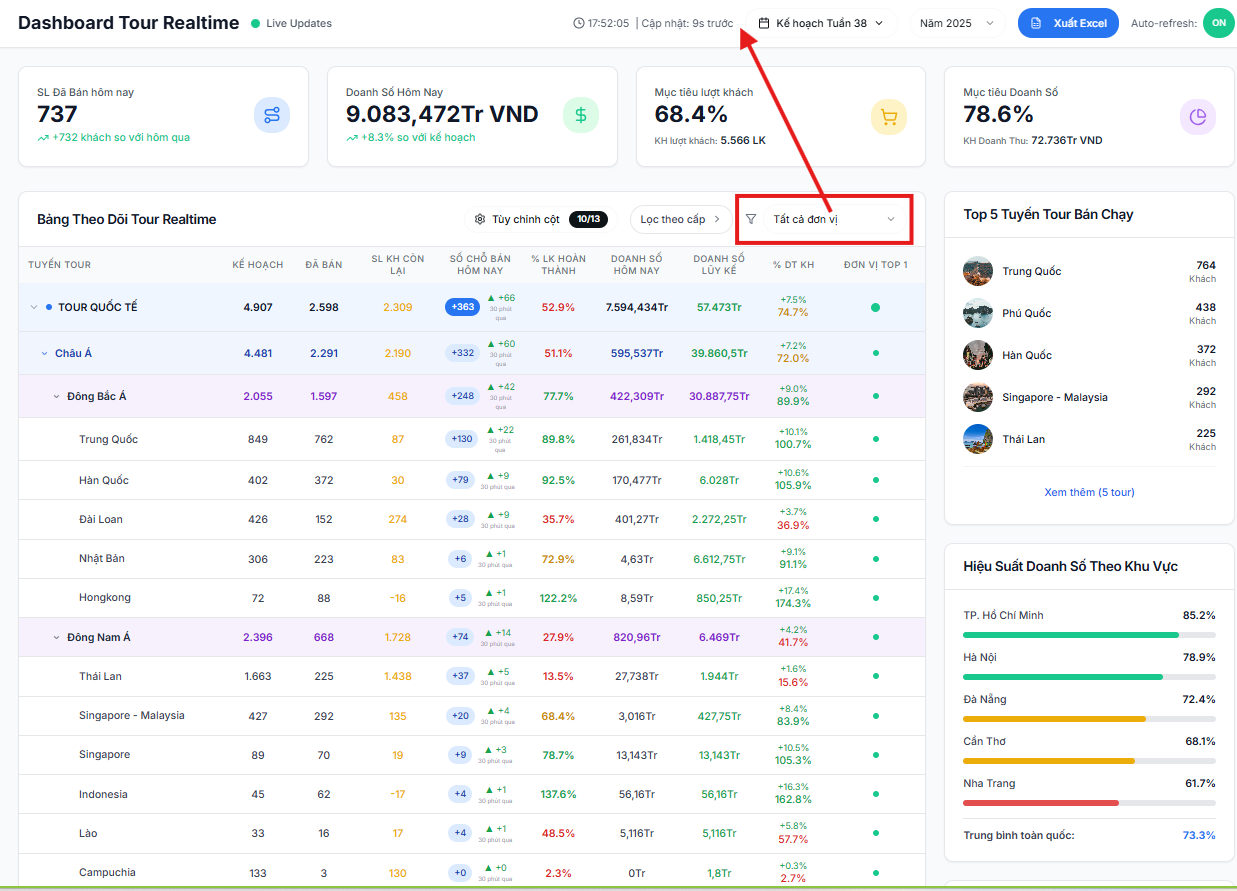 Dashboard Tour Realtime
Live Updates
17:52:05 | Cập nhật: 9s trước
Kế hoạch Tuần 38
Năm 2025
Xuất Excel
Auto-refresh: ON
SL Đã Bán hôm nay
737
+732 khách so với hôm qua
Doanh Số Hôm Nay
9.083,472Tr VND
+8.3% so với kế hoạch
Mục tiêu lượt khách
68.4%
KH lượt khách: 5.566 LK
Mục tiêu Doanh Số
78.6%
KH Doanh Thu: 72.736Tr VND
Bảng Theo Dõi Tour Realtime
Tùy chỉnh cột 10/13
Lọc theo cấp
Tất cả đơn vị
TUYẾN TOUR KẾ HOẠCH ĐÃ BÁN SL KH CÒN LẠI SỐ CHỖ BÁN HÔM NAY % LK HOÀN THÀNH DOANH SỐ HÔM NAY DOANH SỐ LŨY KẾ % DT KH ĐƠN VỊ TOP 1
TOUR QUỐC TẾ 4.907 2.598 2.309 +363 ▲ +66 30 phút qua 52.9% 7.594,434Tr 57.473Tr +7.5% 74.7%
Châu Á 4.481 2.291 2.190 +332 ▲ +60 30 phút qua 51.1% 595,537Tr 39.860,5Tr +7.2% 72.0%
Đông Bắc Á 2.055 1.597 458 +248 ▲ +42 30 phút qua 77.7% 422,309Tr 30.887,75Tr +9.0% 89.9%
Trung Quốc 849 762 87 +130 ▲ +22 30 phút qua 89.8% 261,834Tr 1.418,45Tr +10.1% 100.7%
Hàn Quốc 402 372 30 +79 ▲ +9 30 phút qua 92.5% 170,477Tr 6.028Tr +10.6% 105.9%
Đài Loan 426 152 274 +28 ▲ +9 30 phút qua 35.7% 401,27Tr 2.272,25Tr +3.7% 36.9%
Nhật Bản 306 223 83 +6 ▲ +1 30 phút qua 72.9% 4,63Tr 6.612,75Tr +9.1% 91.1%
Hongkong 72 88 -16 +5 ▲ +1 30 phút qua 122.2% 8,59Tr 850,25Tr +17.4% 174.3%
Đông Nam Á 2.396 668 1.728 +74 ▲ +14 30 phút qua 27.9% 820,96Tr 6.469Tr +4.2% 41.7%
Thái Lan 1.663 225 1.438 +37 ▲ +5 30 phút qua 13.5% 27,738Tr 1.944Tr +1.6% 15.6%
Singapore - Malaysia 427 292 135 +20 ▲ +4 30 phút qua 68.4% 3,016Tr 427,75Tr +8.4% 83.9%
Singapore 89 70 19 +9 ▲ +3 30 phút qua 78.7% 13,143Tr 13,143Tr +10.5% 105.3%
Indonesia 45 62 -17 +4 ▲ +1 30 phút qua 137.6% 56,16Tr 56,16Tr +16.3% 162.8%
Lào 33 16 17 +4 ▲ +1 30 phút qua 48.5% 5,116Tr 5,116Tr +5.8% 57.7%
Campuchia 133 3 130 +0 ▲ +0 30 phút qua 2.3% 0Tr 1,8Tr +0.3% 2.7%
Top 5 Tuyến Tour Bán Chạy
Trung Quốc 764 Khách
Phú Quốc 438 Khách
Hàn Quốc 372 Khách
Singapore - Malaysia 292 Khách
Thái Lan 225 Khách
Xem thêm (5 tour)
Hiệu Suất Doanh Số Theo Khu Vực
TP. Hồ Chí Minh 85.2%
Hà Nội 78.9%
Đà Nẵng 72.4%
Cần Thơ 68.1%
Nha Trang 61.7%
Trung bình toàn quốc: 73.3%